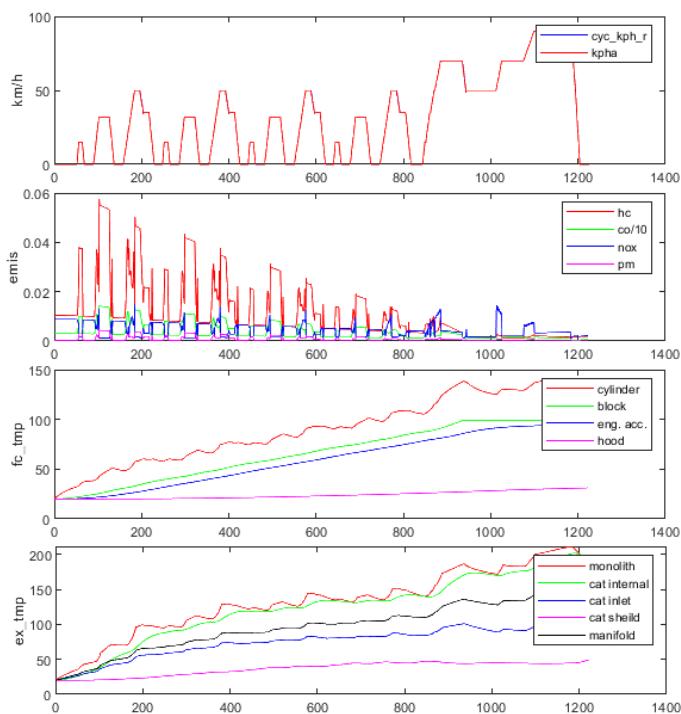 100
50
0
km/h
cyc_kph_r
kpha
0 200 400 600 800 1000 1200 1400
0.06
0.04
0.02
0
emis
hc
co/10
nox
pm
0 200 400 600 800 1000 1200 1400
150
100
50
0
fc_tmp
cylinder
block
eng. acc.
hood
0 200 400 600 800 1000 1200 1400
200
150
100
50
0
ex_tmp
monolith
cat internal
cat inlet
cat sheild
manifold
0 200 400 600 800 1000 1200 1400